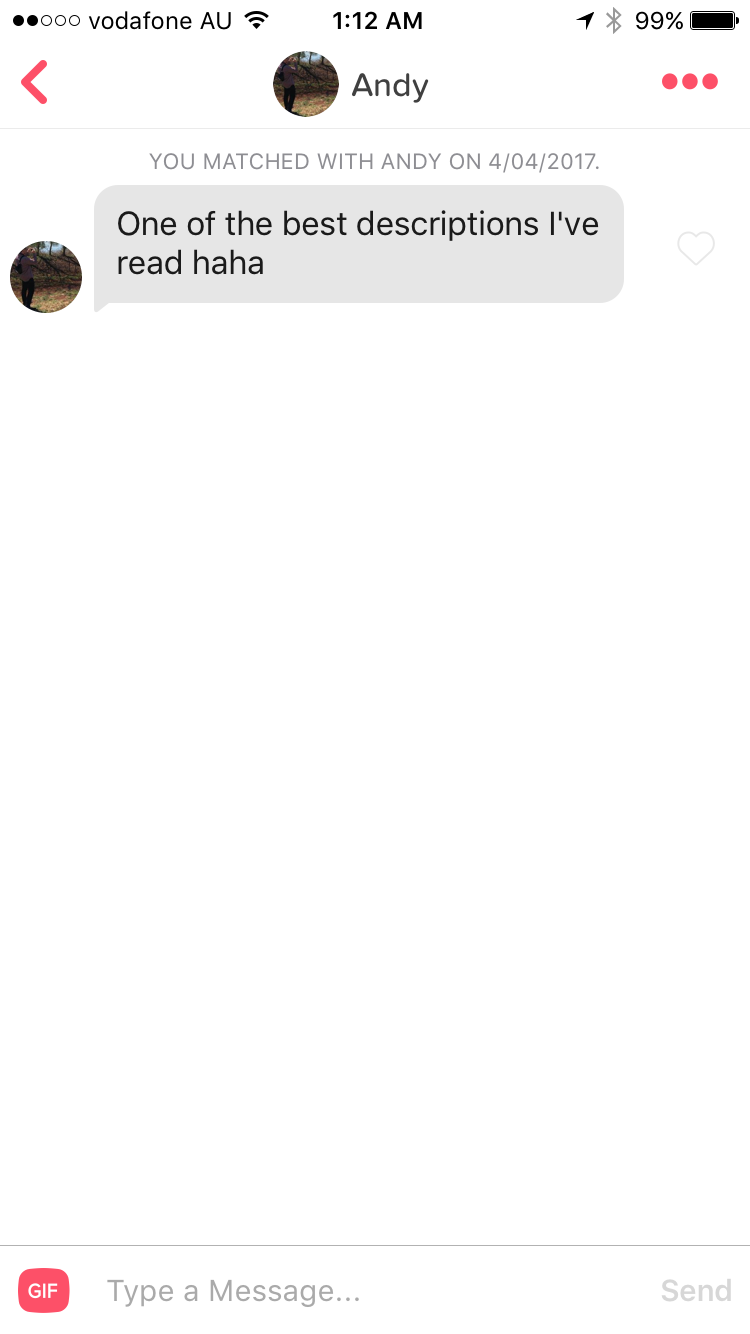 vodafone AU 1:12 AM 99%
Andy
YOU MATCHED WITH ANDY ON 4/04/2017.
One of the best descriptions I've
read haha
GIF Type a Message... Send